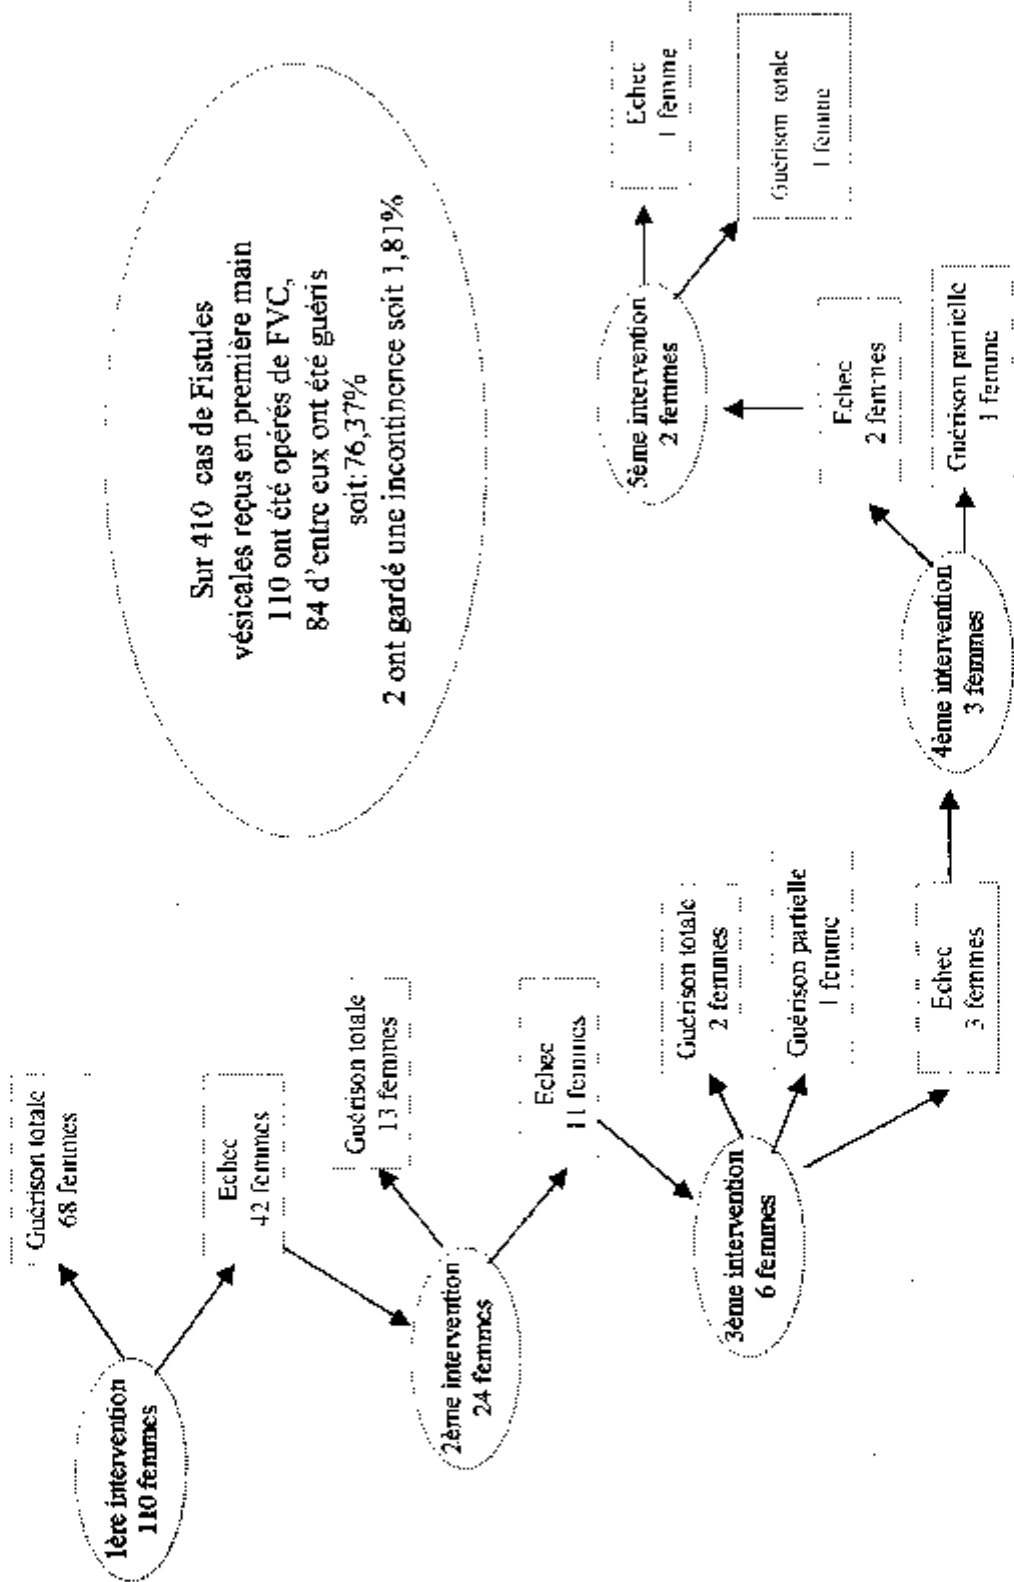 Sur 410 cas de Fistules
vésicales reçus en première main
110 ont été opérés de FVC,
84 d'entre eux ont été guéris
soit: 76,37%
2 ont gardé une incontinence soit 1,81%
1ère intervention
110 femmes
Guérison totale
68 femmes
Echec
42 femmes
2ème intervention
24 femmes
Guérison totale
13 femmes
Echec
11 femmes
3ème intervention
6 femmes
Guérison totale
2 femmes
Guérison partielle
1 femme
Echec
3 femmes
4ème intervention
3 femmes
Echec
2 femmes
Guérison partielle
1 femme
5ème intervention
2 femmes
Echec
1 femme
Guérison totale
1 femme